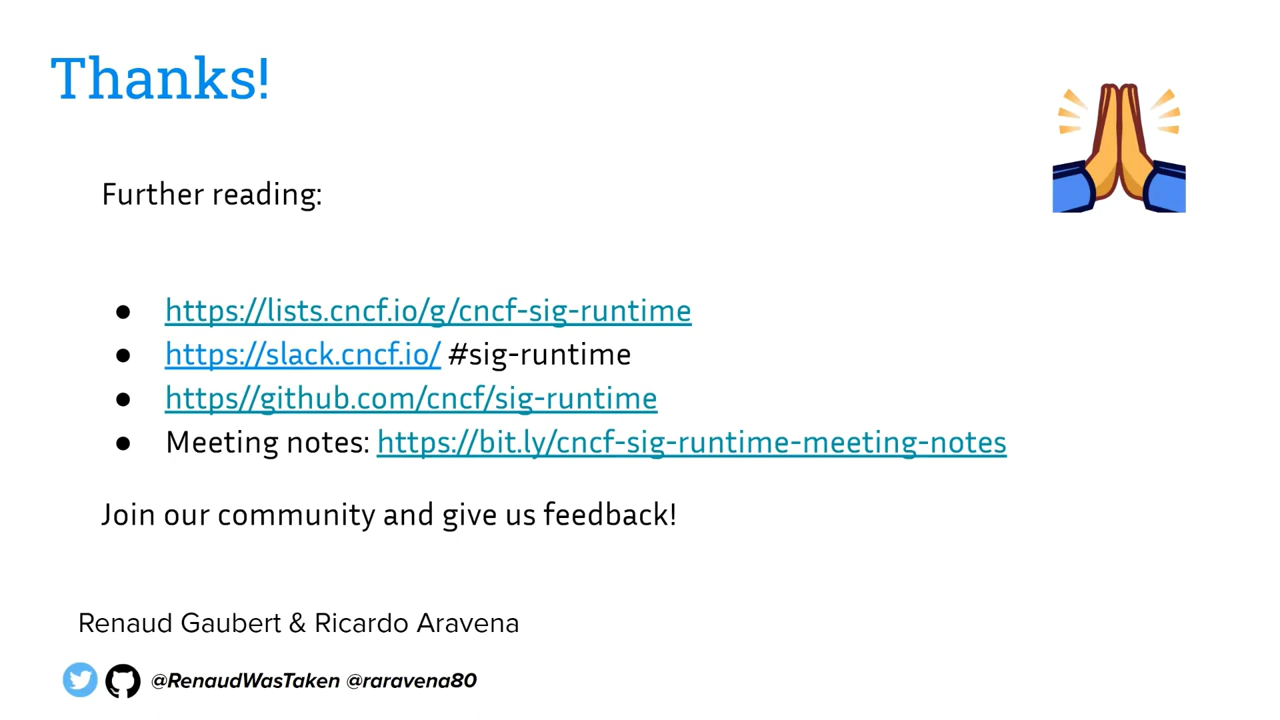 Thanks!
Further reading:
● https://lists.cncf.io/g/cncf-sig-runtime
● https://slack.cncf.io/ #sig-runtime
● https//github.com/cncf/sig-runtime
● Meeting notes: https://bit.ly/cncf-sig-runtime-meeting-notes
Join our community and give us feedback!
Renaud Gaubert & Ricardo Aravena
@RenaudWasTaken @raravena80